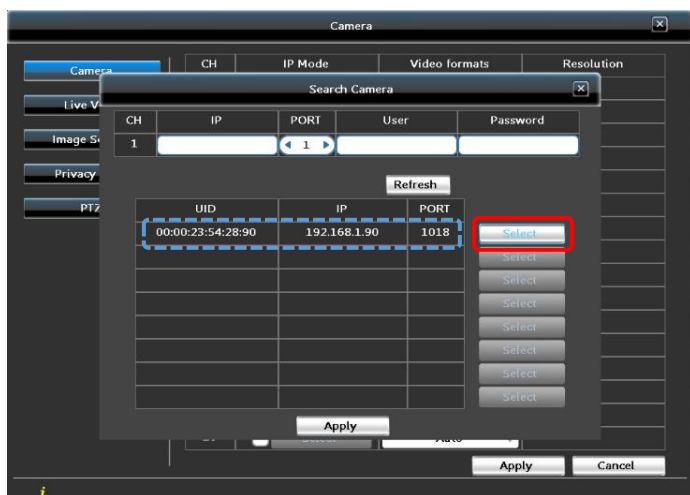 Camera
Camera CH IP Mode Video formats Resolution
Search Camera
Live V
CH IP PORT User Password
Image S
1 1
Privacy
Refresh
PTZ
UID IP PORT
00:00:23:54:28:90 192.168.1.90 1018 Select
Select
Select
Select
Select
Select
Select
Select
Apply
Select Auto
Apply Cancel
i